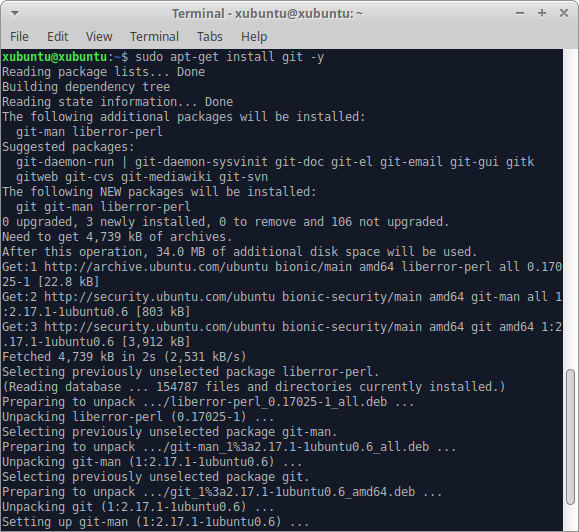 Terminal - xubuntu@xubuntu: ~
File Edit View Terminal Tabs Help
xubuntu@xubuntu:~$ sudo apt-get install git -y
Reading package lists... Done
Building dependency tree
Reading state information... Done
The following additional packages will be installed:
  git-man liberror-perl
Suggested packages:
  git-daemon-run | git-daemon-sysvinit git-doc git-el git-email git-gui gitk
  gitweb git-cvs git-mediawiki git-svn
The following NEW packages will be installed:
  git git-man liberror-perl
0 upgraded, 3 newly installed, 0 to remove and 106 not upgraded.
Need to get 4,739 kB of archives.
After this operation, 34.0 MB of additional disk space will be used.
Get:1 http://archive.ubuntu.com/ubuntu bionic/main amd64 liberror-perl all 0.170
25-1 [22.8 kB]
Get:2 http://security.ubuntu.com/ubuntu bionic-security/main amd64 git-man all 1
:2.17.1-1ubuntu0.6 [803 kB]
Get:3 http://security.ubuntu.com/ubuntu bionic-security/main amd64 git amd64 1:2
.17.1-1ubuntu0.6 [3,912 kB]
Fetched 4,739 kB in 2s (2,531 kB/s)
Selecting previously unselected package liberror-perl.
(Reading database ... 154787 files and directories currently installed.)
Preparing to unpack .../liberror-perl_0.17025-1_all.deb ...
Unpacking liberror-perl (0.17025-1) ...
Selecting previously unselected package git-man.
Preparing to unpack .../git-man_1%3a2.17.1-1ubuntu0.6_all.deb ...
Unpacking git-man (1:2.17.1-1ubuntu0.6) ...
Selecting previously unselected package git.
Preparing to unpack .../git_1%3a2.17.1-1ubuntu0.6_amd64.deb ...
Unpacking git (1:2.17.1-1ubuntu0.6) ...
Setting up git-man (1:2.17.1-1ubuntu0.6) ...